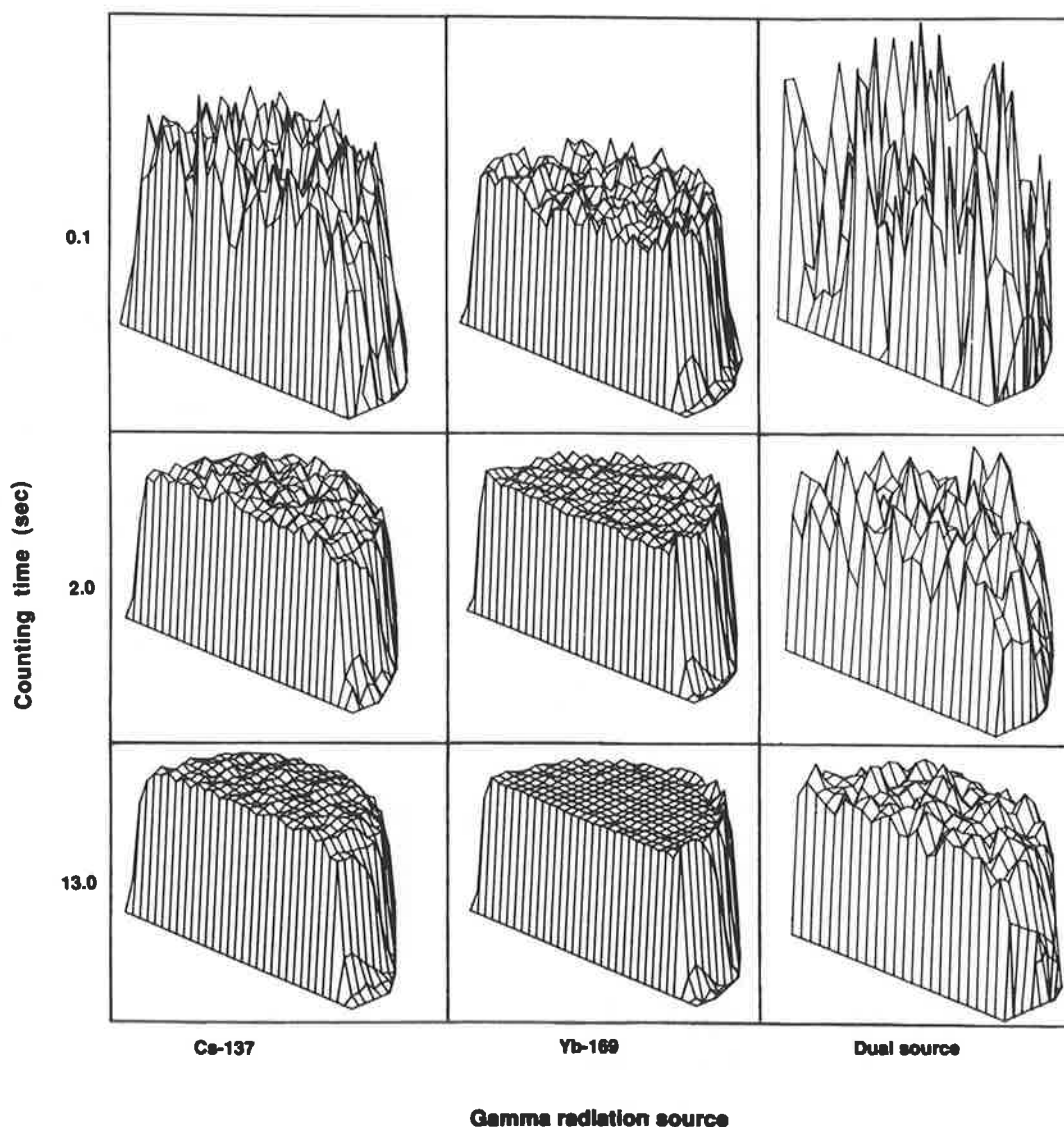 0.1
2.0
13.0
Counting time (sec)
Cs-137
Yb-169
Dual source
Gamma radiation source